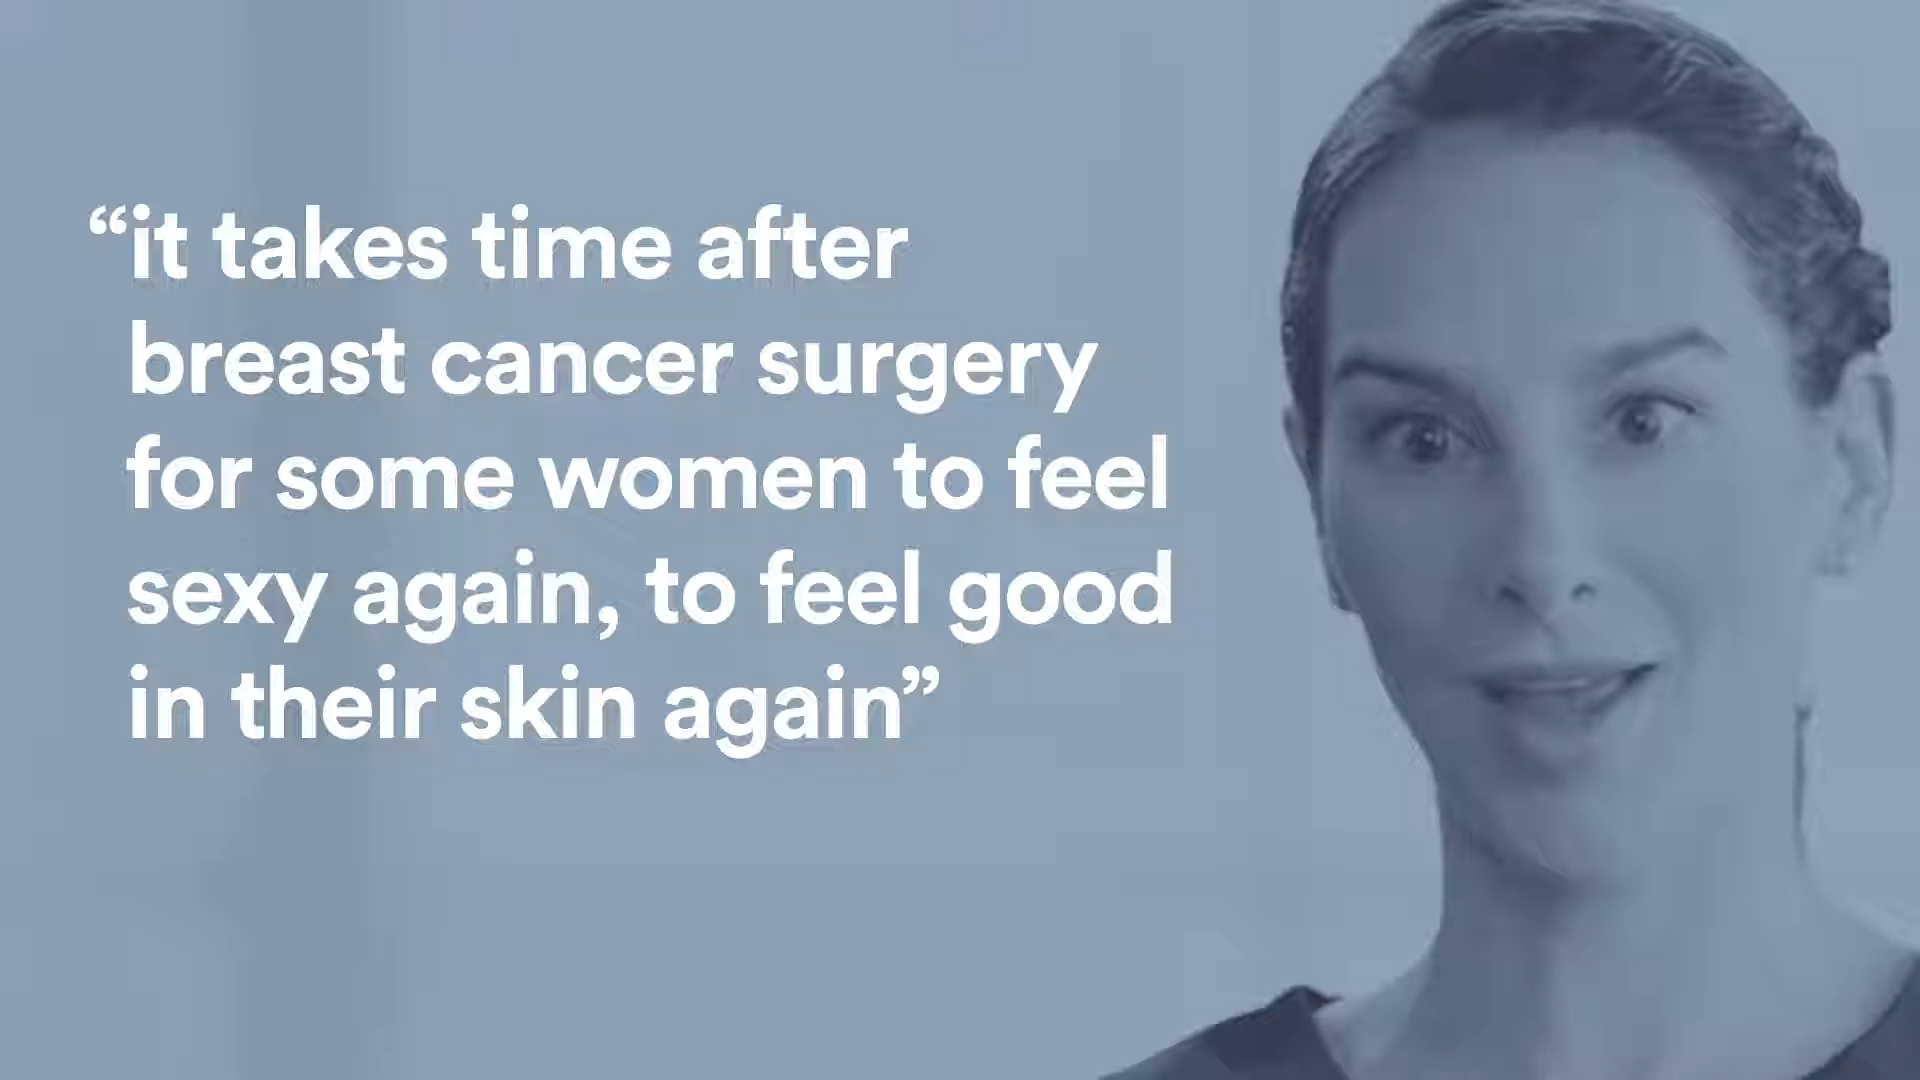 “it takes time after
breast cancer surgery
for some women to feel
sexy again, to feel good
in their skin again”